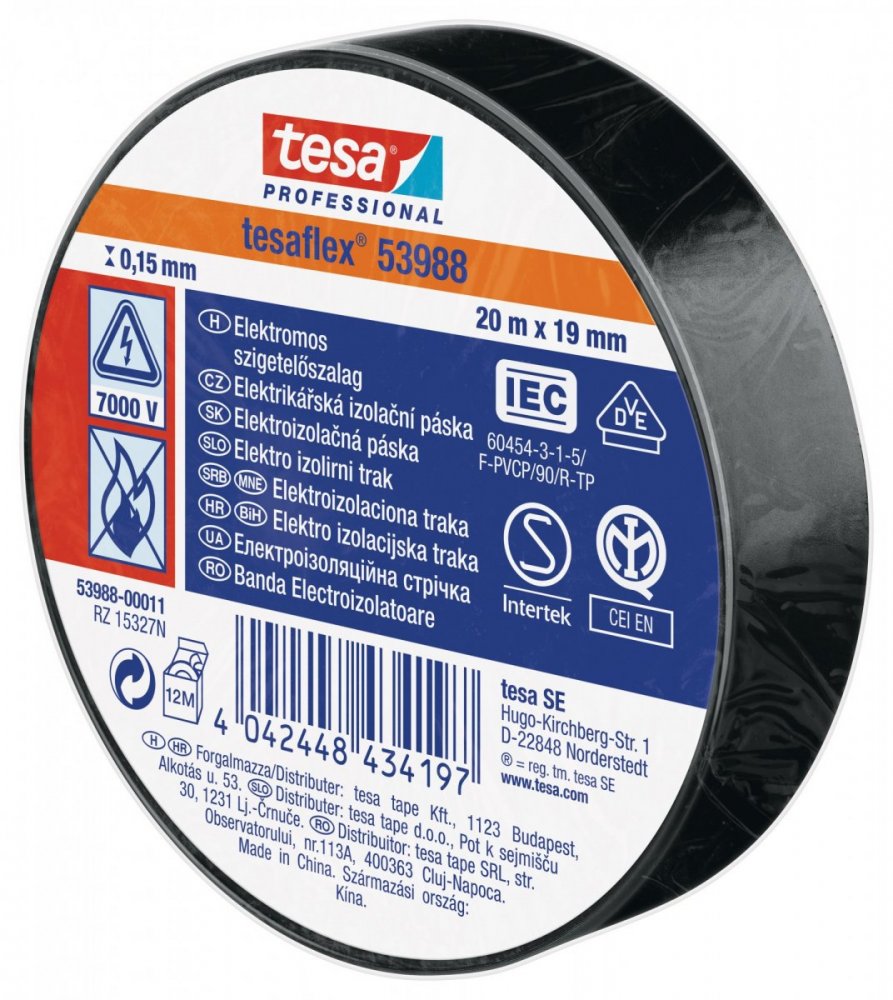 tesa®
PROFESSIONAL
tesaflex® 53988
0,15 mm
20 m x 19 mm
7000 V
H Elektromos
szigetelőszalag
CZ Elektrikářská izolační páska
SK Elektroizolačná páska
SLO Elektro izolirni trak
SRB MNE Elektroizolaciona traka
HR BiH Elektro izolacijska traka
UA Електроізоляційна стрічка
RO Banda Electroizolatoare
IEC
VDE
60454-3-1-5/
F-PVCP/90/R-TP
S
Intertek
IMQ
CEI EN
53988-00011
RZ 15327N
12M
4 042448 434197
tesa SE
Hugo-Kirchberg-Str. 1
D-22848 Norderstedt
® = reg. tm. tesa SE
www.tesa.com
H HR Forgalmazza/Distributer: tesa tape Kft., 1123 Budapest,
Alkotás u. 53. SLO Distributer: tesa tape d.o.o., Pot k sejmišču
30, 1231 Lj.-Črnuče. RO Distribuitor: tesa tape SRL, str.
Observatorului, nr.113A, 400363 Cluj-Napoca.
Made in China. Származási ország:
Kína.